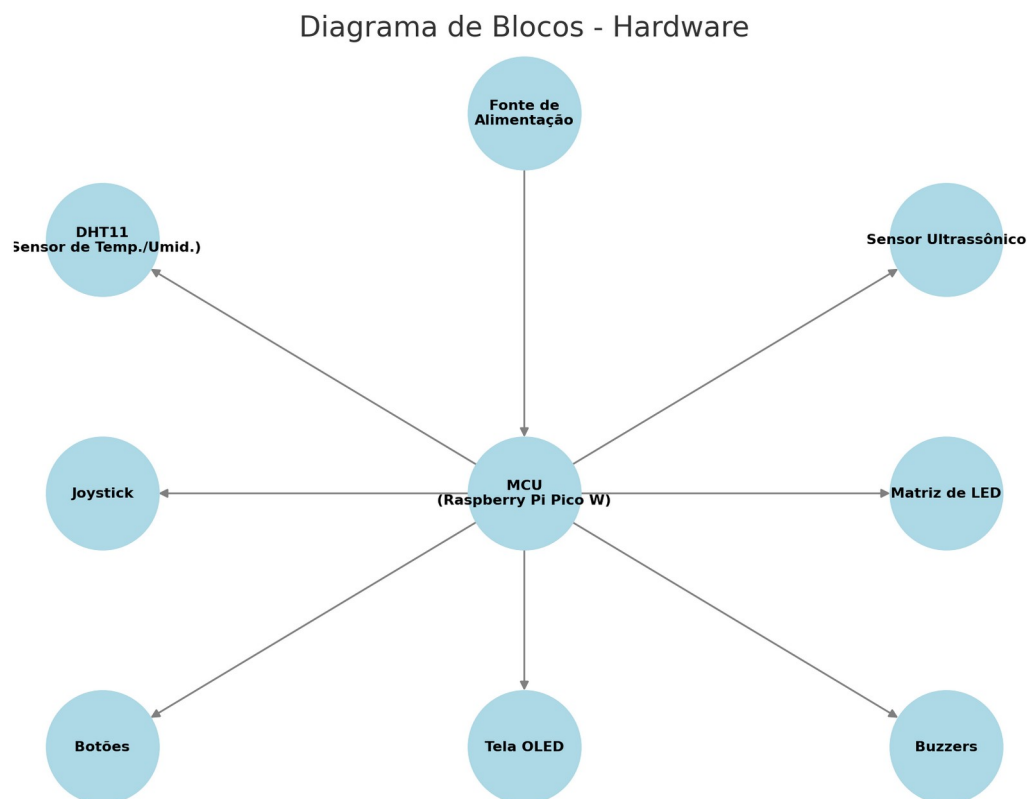 Diagrama de Blocos - Hardware
Fonte de
Alimentação
DHT11
Sensor de Temp./Umid.)
Sensor Ultrassônico
Joystick
MCU
(Raspberry Pi Pico W)
Matriz de LED
Botões
Tela OLED
Buzzers